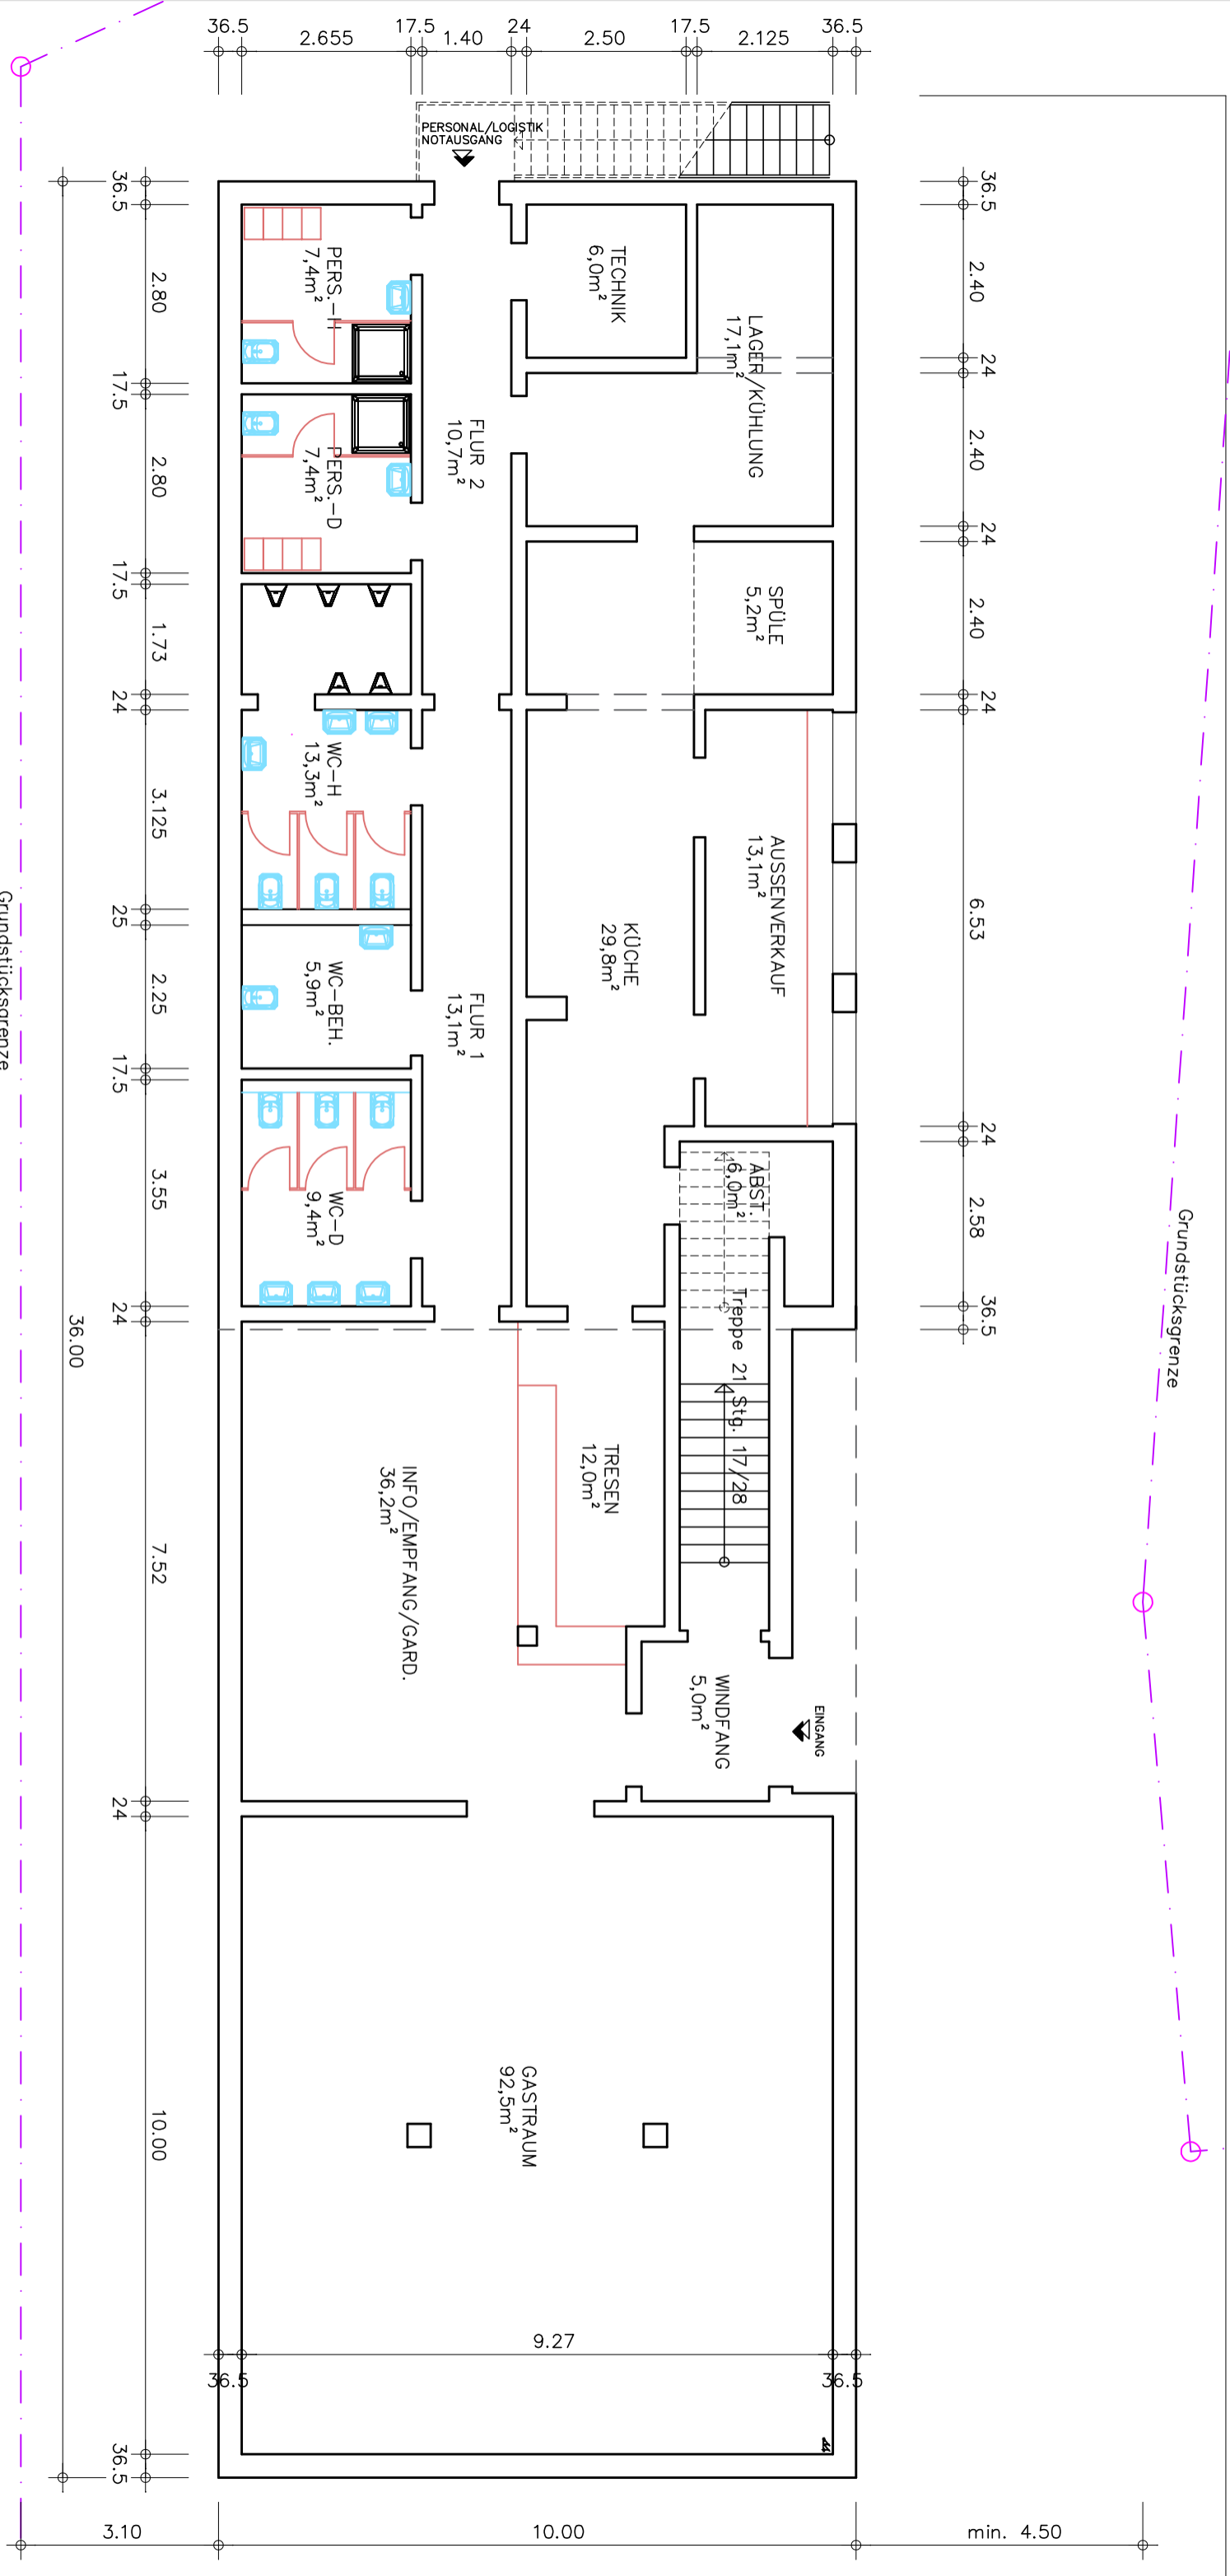 36.5
2.655
17.5
1.40
24
2.50
17.5
2.125
36.5
PERSONAL/LOGISTIK
NOTAUSGANG
36.5
2.80
17.5
2.80
17.5
1.73
24
3.125
25
2.25
17.5
3.55
24
7.52
24
10.00
36.5
36.00
36.5
2.40
24
2.40
24
2.40
24
6.53
24
2.58
36.5
PERS.-H
7,4m²
TECHNIK
6,0m²
LAGER/KÜHLUNG
17,1m²
FLUR 2
10,7m²
PERS.-D
7,4m²
SPÜLE
5,2m²
WC-H
13,3m²
AUSSENVERKAUF
13,1m²
KÜCHE
29,8m²
WC-BEH.
5,9m²
FLUR 1
13,1m²
WC-D
9,4m²
ABST.
6,0m²
Treppe 21 Stg. 17/28
TRESEN
12,0m²
INFO/EMPFANG/GARD.
36,2m²
WINDFANG
5,0m²
EINGANG
GASTRAUM
92,5m²
Grundstücksgrenze
Grundstücksgrenze
9.27
36.5
36.5
3.10
10.00
min. 4.50